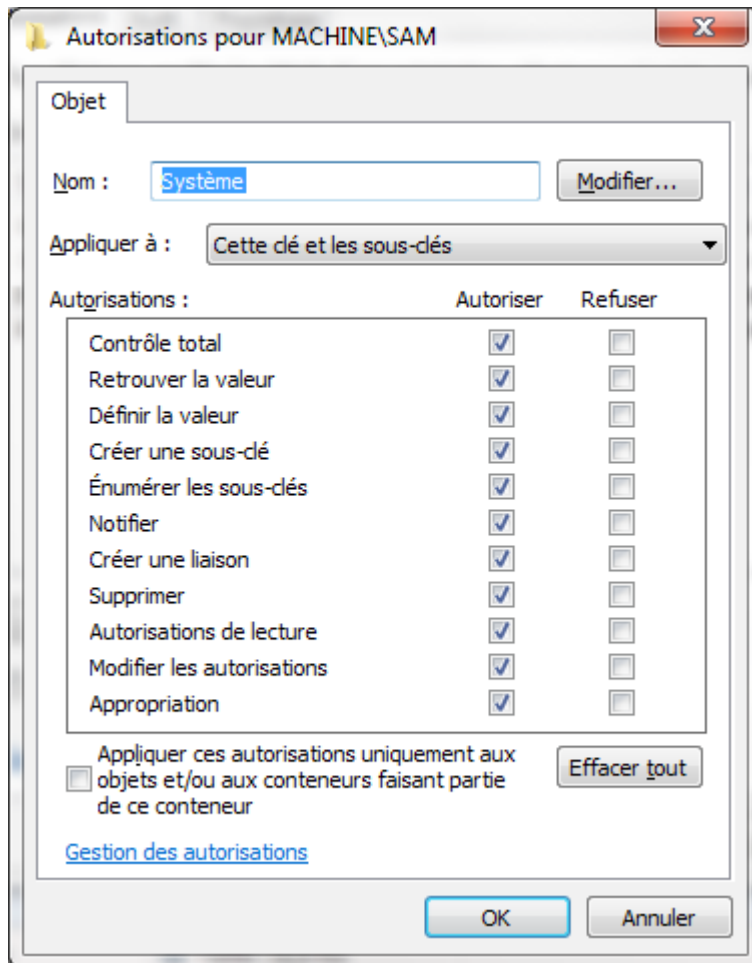 Autorisations pour MACHINE\SAM
Objet
Nom : Système Modifier...
Appliquer à : Cette clé et les sous-clés
Autorisations : Autoriser Refuser
Contrôle total
Retrouver la valeur
Définir la valeur
Créer une sous-clé
Énumérer les sous-clés
Notifier
Créer une liaison
Supprimer
Autorisations de lecture
Modifier les autorisations
Appropriation
Appliquer ces autorisations uniquement aux
objets et/ou aux conteneurs faisant partie
de ce conteneur
Effacer tout
Gestion des autorisations
OK Annuler